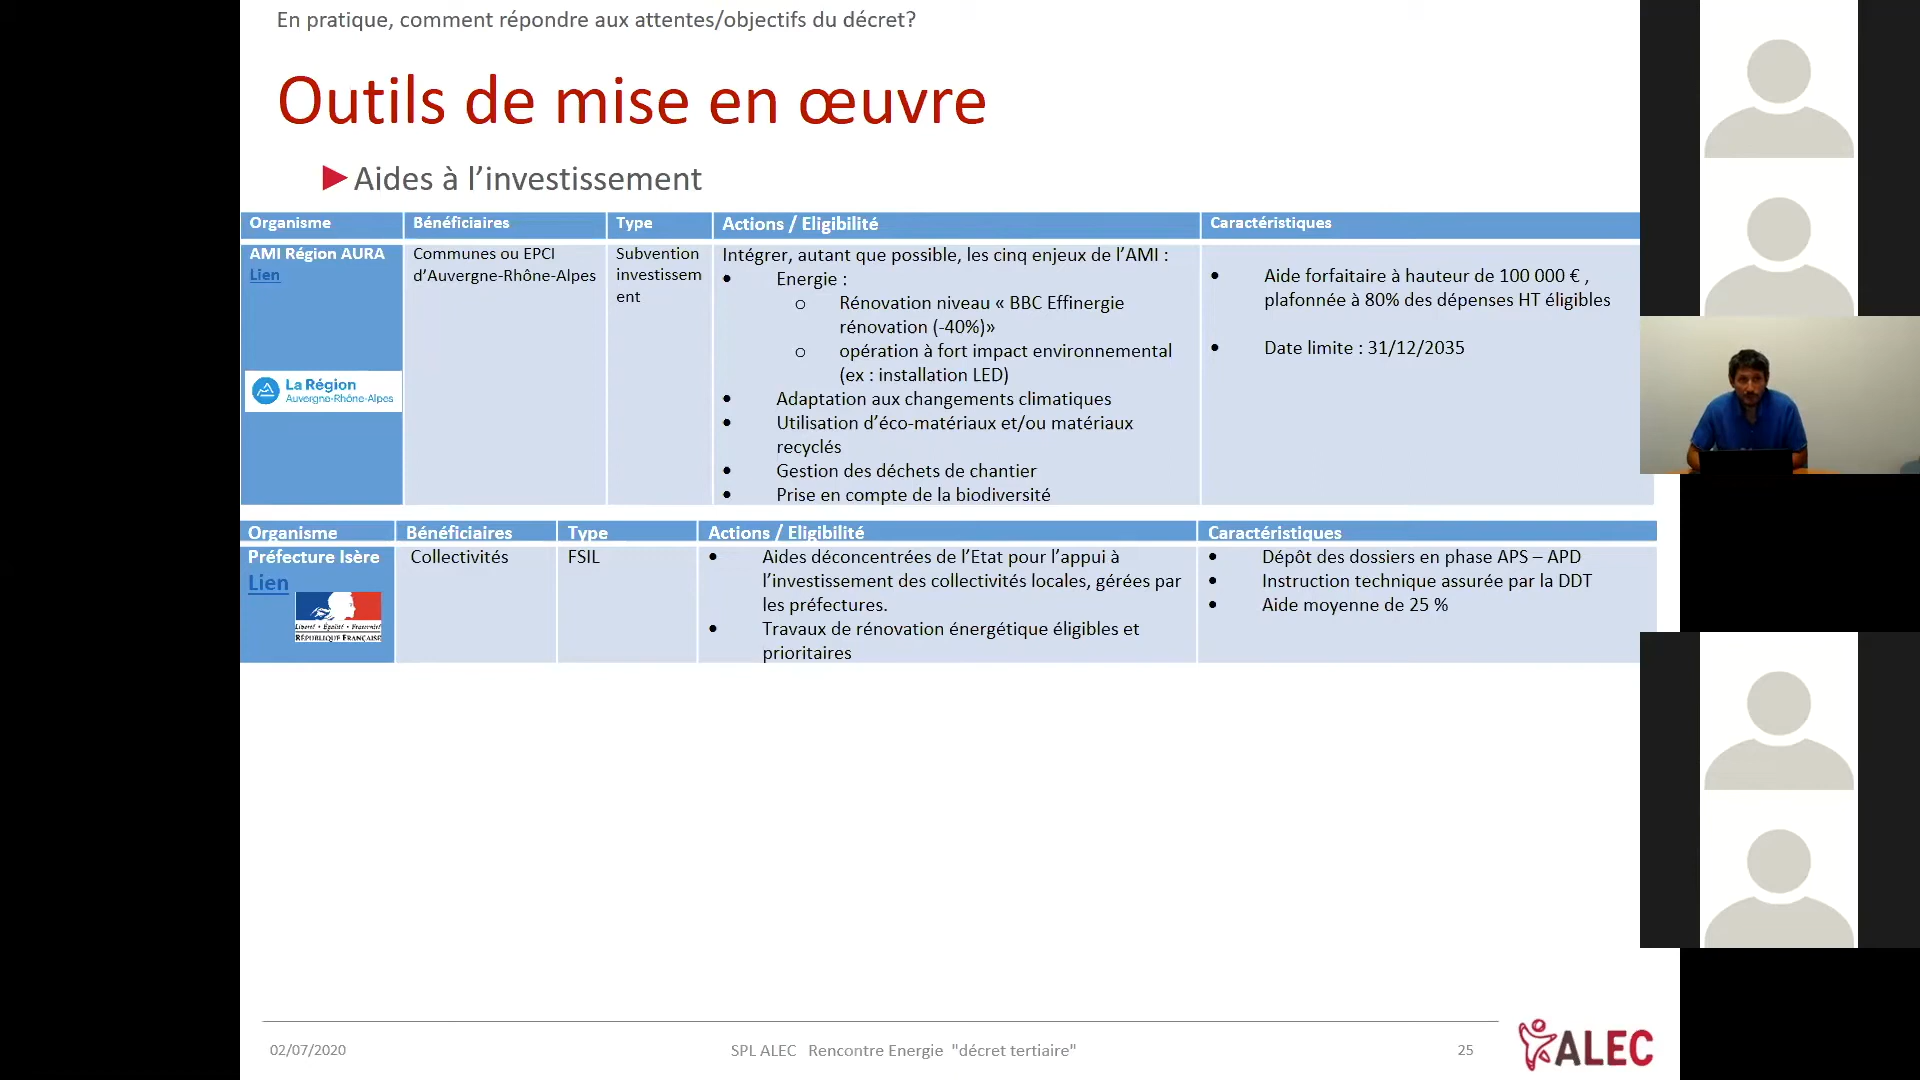 En pratique, comment répondre aux attentes/objectifs du décret?
Outils de mise en œuvre
Aides à l’investissement
Organisme Bénéficiaires Type Actions / Eligibilité Caractéristiques
AMI Région AURA
Lien
La Région
Auvergne-Rhône-Alpes
Communes ou EPCI
d’Auvergne-Rhône-Alpes
Subvention
investissem
ent
Intégrer, autant que possible, les cinq enjeux de l’AMI :
• Energie :
o Rénovation niveau « BBC Effinergie
rénovation (-40%)»
o opération à fort impact environnemental
(ex : installation LED)
• Adaptation aux changements climatiques
• Utilisation d’éco-matériaux et/ou matériaux
recyclés
• Gestion des déchets de chantier
• Prise en compte de la biodiversité
• Aide forfaitaire à hauteur de 100 000 € ,
plafonnée à 80% des dépenses HT éligibles
• Date limite : 31/12/2035
Organisme Bénéficiaires Type Actions / Eligibilité Caractéristiques
Préfecture Isère
Lien
Liberté • Égalité • Fraternité
RÉPUBLIQUE FRANÇAISE
Collectivités
FSIL
• Aides déconcentrées de l’Etat pour l’appui à
l’investissement des collectivités locales, gérées par
les préfectures.
• Travaux de rénovation énergétique éligibles et
prioritaires
• Dépôt des dossiers en phase APS – APD
• Instruction technique assurée par la DDT
• Aide moyenne de 25 %
02/07/2020
SPL ALEC Rencontre Energie "décret tertiaire"
25
ALEC